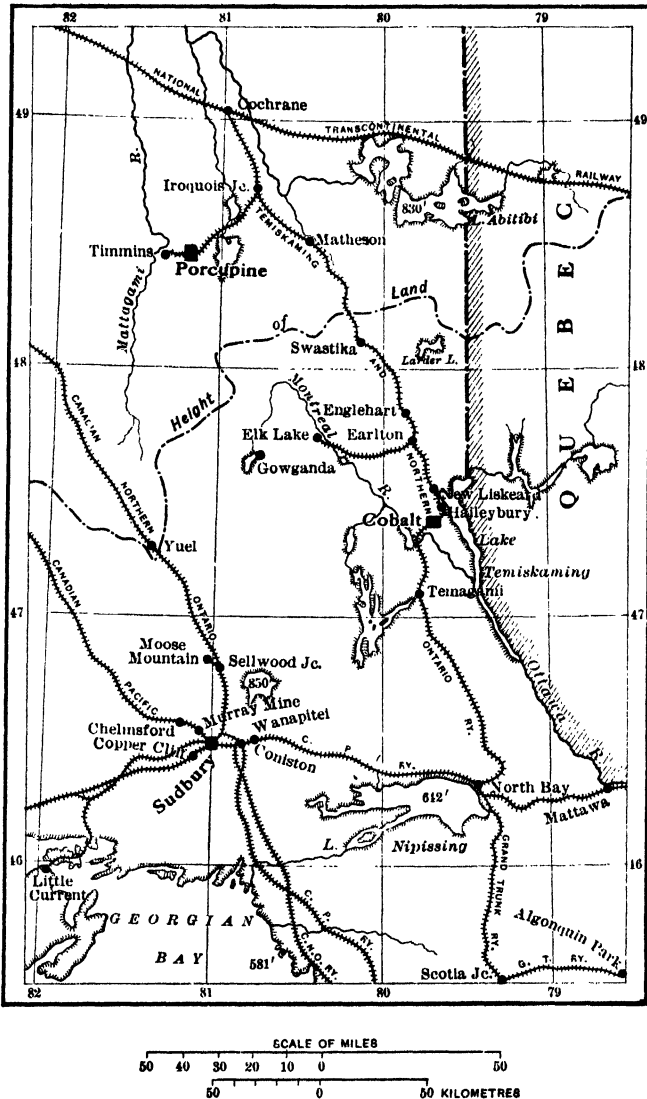 82 81 80 79
49 49
NATIONAL
Cochrane
TRANSCONTINENTAL
RAILWAY
R.
Iroquois Jc.
830'
L. Abitibi
TEMISKAMING
Matheson
Timmins
Porcupine
Mattagami
QUEBEC
Height of Land
Swastika
AND
Larder L.
48 48
Montreal
R.
Englehart
Elk Lake
Earlton
Gowganda
NORTHERN
New Liskeard
Haileybury
Cobalt
CANADIAN
NORTHERN
ONTARIO
Yuel
Lake
Temiskaming
Temagami
CANADIAN
PACIFIC
47 47
Moose
Mountain
Sellwood Jc.
ONTARIO
RY.
Ottawa
R.
850'
Murray Mine
Chelmsford
Wanapitei
Copper Cliff
Coniston
C. P. RY.
Sudbury
North Bay
612'
Mattawa
L. Nipissing
46 46
Little
Current
GRAND TRUNK RY.
GEORGIAN
BAY
581'
C. P. RY.
C.N.O. RY.
Algonquin Park
G. T. RY.
Scotia Jc.
82 81 80 79
SCALE OF MILES
50 40 30 20 10 0 50
50 0 50 KILOMETRES